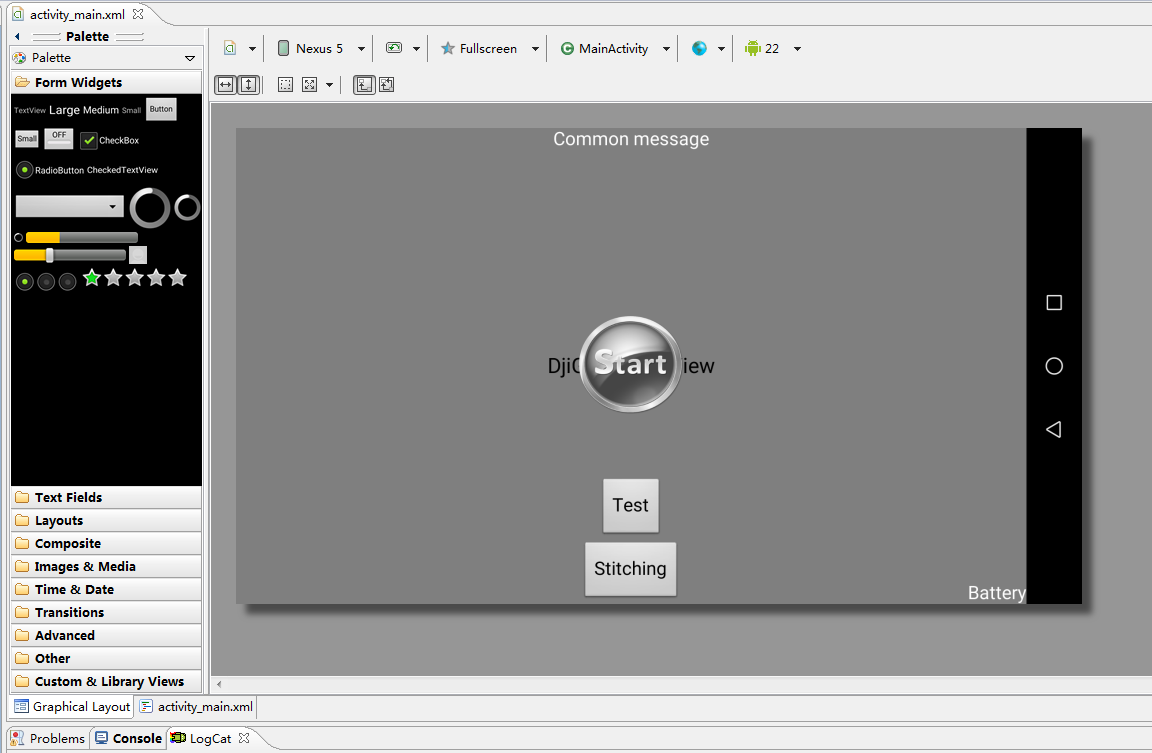 activity_main.xml
Palette
Palette
Nexus 5 Fullscreen MainActivity 22
Form Widgets
TextView Large Medium Small Button
Small OFF CheckBox
RadioButton CheckedTextView
Common message
Start
DjiC iew
Test
Stitching
Battery
Text Fields
Layouts
Composite
Images & Media
Time & Date
Transitions
Advanced
Other
Custom & Library Views
Graphical Layout activity_main.xml
Problems Console LogCat